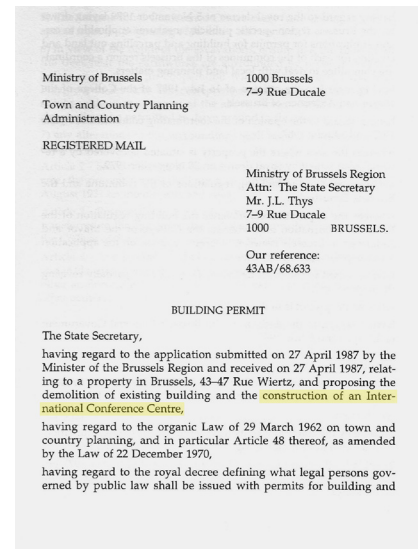 Ministry of Brussels
1000 Brussels
7–9 Rue Ducale
Town and Country Planning
Administration
REGISTERED MAIL
Ministry of Brussels Region
Attn: The State Secretary
Mr. J.L. Thys
7–9 Rue Ducale
1000 BRUSSELS.
Our reference:
43AB/68.633
BUILDING PERMIT
The State Secretary,
having regard to the application submitted on 27 April 1987 by the
Minister of the Brussels Region and received on 27 April 1987, relat-
ing to a property in Brussels, 43–47 Rue Wiertz, and proposing the
demolition of existing building and the construction of an Inter-
national Conference Centre,
having regard to the organic Law of 29 March 1962 on town and
country planning, and in particular Article 48 thereof, as amended
by the Law of 22 December 1970,
having regard to the royal decree defining what legal persons gov-
erned by public law shall be issued with permits for building and